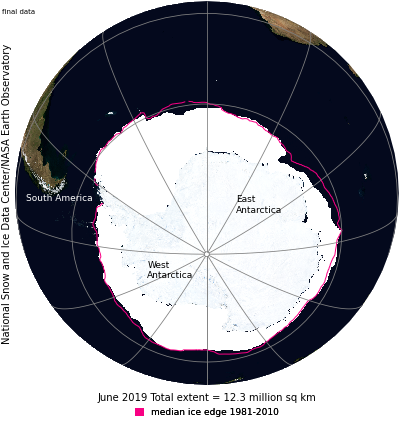 final data
National Snow and Ice Data Center/NASA Earth Observatory
South America
East
Antarctica
West
Antarctica
June 2019 Total extent = 12.3 million sq km
median ice edge 1981-2010